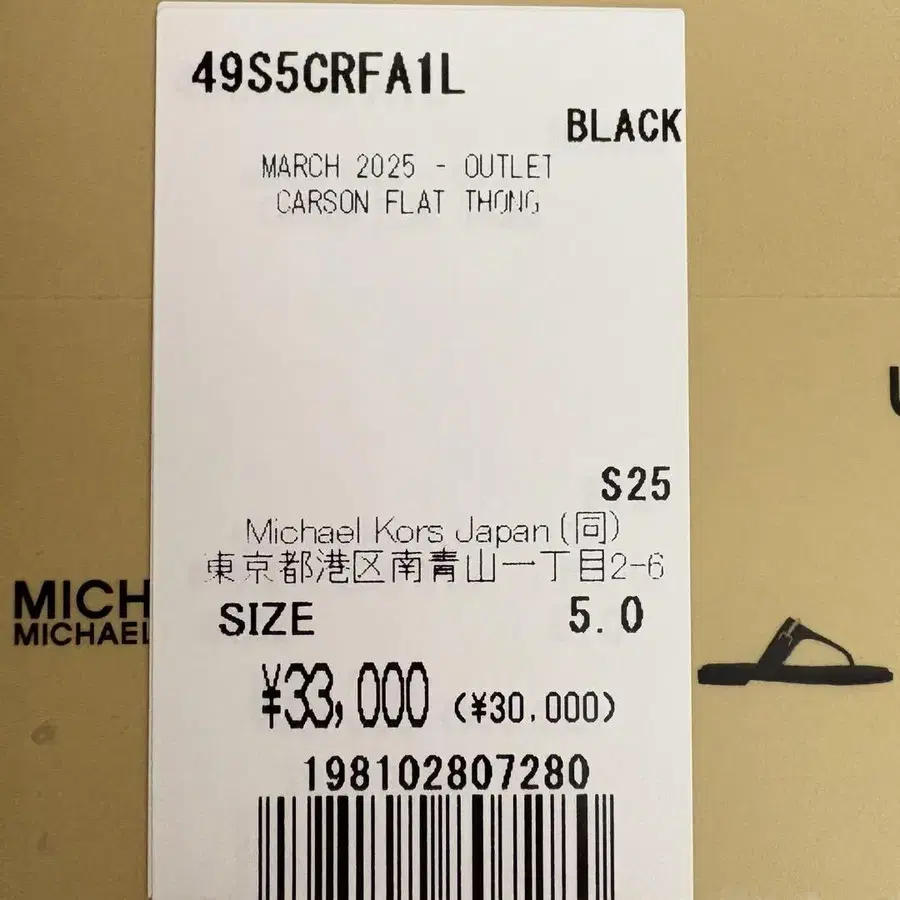 49S5CRFA1L
BLACK
MARCH 2025 - OUTLET
CARSON FLAT THONG
S25
Michael Kors Japan(同)
東京都港区南青山一丁目2-6
MICH
MICHAEL
SIZE 5.0
¥33,000 (¥30,000)
198102807280